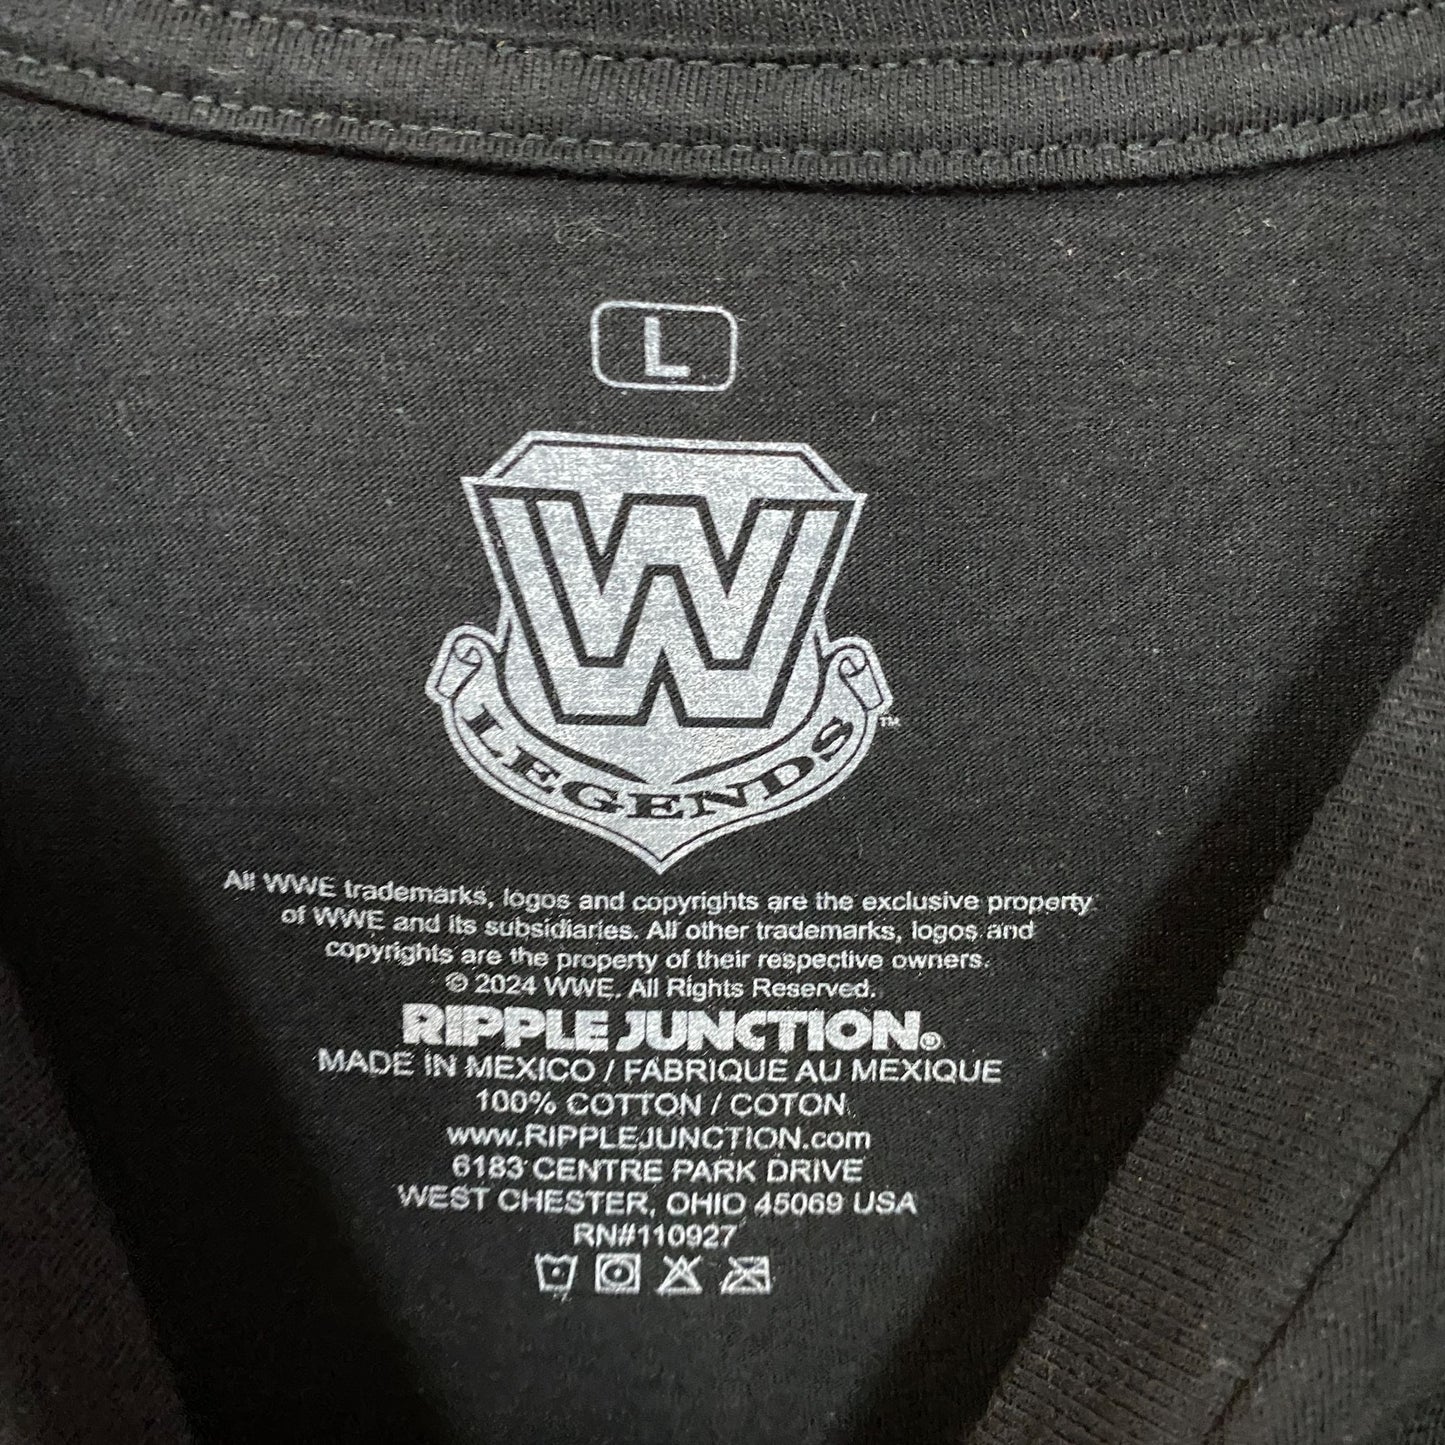 L
W
LEGENDS™
All WWE trademarks, logos and copyrights are the exclusive property
of WWE and its subsidiaries. All other trademarks, logos and
copyrights are the property of their respective owners.
© 2024 WWE. All Rights Reserved.
RIPPLE JUNCTION®
MADE IN MEXICO / FABRIQUE AU MEXIQUE
100% COTTON / COTON
www.RIPPLEJUNCTION.com
6183 CENTRE PARK DRIVE
WEST CHESTER, OHIO 45069 USA
RN#110927